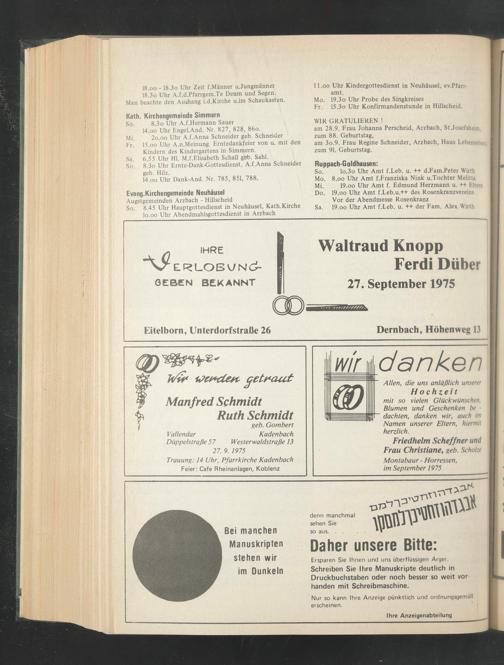 18.00 - 18.30 Uhr Zeit f.Männer u.Jungmänner
18.30 Uhr A.f.d.Pfarrgem.Te Deum und Segen.
Man beachte den Aushang i.d.Kirche u.im Schaukasten.
Kath. Kirchengemeinde Simmern
So. 8.30 Uhr A.f.Hermann Sauer
14.00 Uhr Engel.And. Nr. 827, 828, 860.
Mi. 20.00 Uhr A.f.Anna Schneider geb. Schneider
Fr. 15.00 Uhr A.n.Meinung. Erntedankfeier von u. mit den
Kindern des Kindergartens in Simmern.
Sa. 6.55 Uhr Hl. M.f.Elisabeth Schall geb. Sahl.
So. 8.30 Uhr Ernte-Dank-Gottesdienst, A.f.Anna Schneider
geb. Hilz.
14.00 Uhr Dank-And. Nr. 785, 851, 788.
Evang.Kirchengemeinde Neuhäusel
Augstgemeinden Arzbach - Hillscheid
So. 8.45 Uhr Hauptgottesdienst in Neuhäusel, Kath.Kirche
10.00 Uhr Abendmahlsgottesdienst in Arzbach
11.00 Uhr Kindergottesdienst in Neuhäusel, ev.Pfarr-
amt.
Mo. 19.30 Uhr Probe des Singkreises
Fr. 15.30 Uhr Konfirmandenstunde in Hillscheid.
WIR GRATULIEREN !
am 28.9. Frau Johanna Perscheid, Arzbach, St.Josefsheim,
zum 88. Geburtstag,
am 30.9. Frau Regine Schneider, Arzbach, Haus
zum 91. Geburtstag.
Ruppach-Goldhausen:
So. 10.30 Uhr Amt f.Leb. u. ++ d.Fam.Peter Wirth
Mo. 8.00 Uhr Amt f.Franziska Nink u.Tochter Melitta
Mi. 19.00 Uhr Amt f. Edmund Herzmann u. ++ Eltern
Do. 19.00 Uhr Amt f.Leb.u.++ des Rosenkranzvereins
Vor der Abendmesse Rosenkranz
Sa. 19.00 Uhr Amt f.Leb. u. ++ der Fam. Alex Wirth
IHRE
VERLOBUNG
GEBEN BEKANNT
Waltraud Knopp
Ferdi Düber
27. September 1975
Eitelborn, Unterdorfstraße 26
Dernbach, Höhenweg 13
Wir werden getraut
Manfred Schmidt
Ruth Schmidt
geb. Gombert
Vallendar Kadenbach
Düppelstraße 57 Westerwaldstraße 13
27. 9. 1975
Trauung: 14 Uhr, Pfarrkirche Kadenbach
Feier: Cafe Rheinanlagen, Koblenz
wir danken
Allen, die uns anläßlich unserer
Hochzeit
mit so vielen Glückwünschen,
Blumen und Geschenken be -
dachten, danken wir, auch im
Namen unserer Eltern, hiermit
herzlich.
Friedhelm Scheffner und
Frau Christiane, geb. Scholze
Montabaur - Horressen,
im September 1975
Bei manchen
Manuskripten
stehen wir
im Dunkeln
denn manchmal
sehen Sie
so aus.
אבגדהוזחטיכךלמם
אבגדהוזחטיכךלמםסןנ
Daher unsere Bitte:
Ersparen Sie Ihnen und uns überflüssigen Ärger.
Schreiben Sie Ihre Manuskripte deutlich in
Druckbuchstaben oder noch besser so weit vor-
handen mit Schreibmaschine.
Nur so kann Ihre Anzeige pünktlich und ordnungsgemäß
erscheinen.
Ihre Anzeigenabteilung